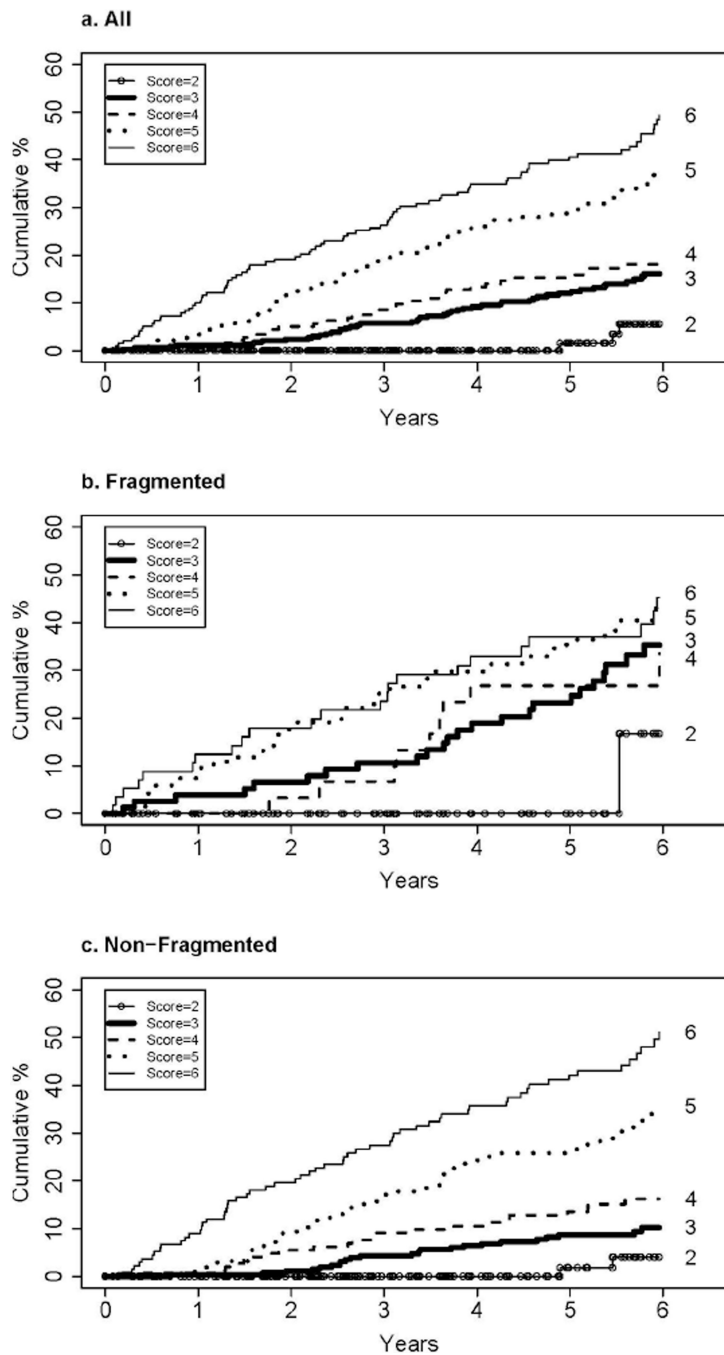 a. All
60
50
40
30
20
10
0
Cumulative %
Score=2
Score=3
Score=4
Score=5
Score=6
6
5
4
3
2
0 1 2 3 4 5 6
Years
b. Fragmented
60
50
40
30
20
10
0
Cumulative %
Score=2
Score=3
Score=4
Score=5
Score=6
6
5
3
4
2
0 1 2 3 4 5 6
Years
c. Non-Fragmented
60
50
40
30
20
10
0
Cumulative %
Score=2
Score=3
Score=4
Score=5
Score=6
6
5
4
3
2
0 1 2 3 4 5 6
Years